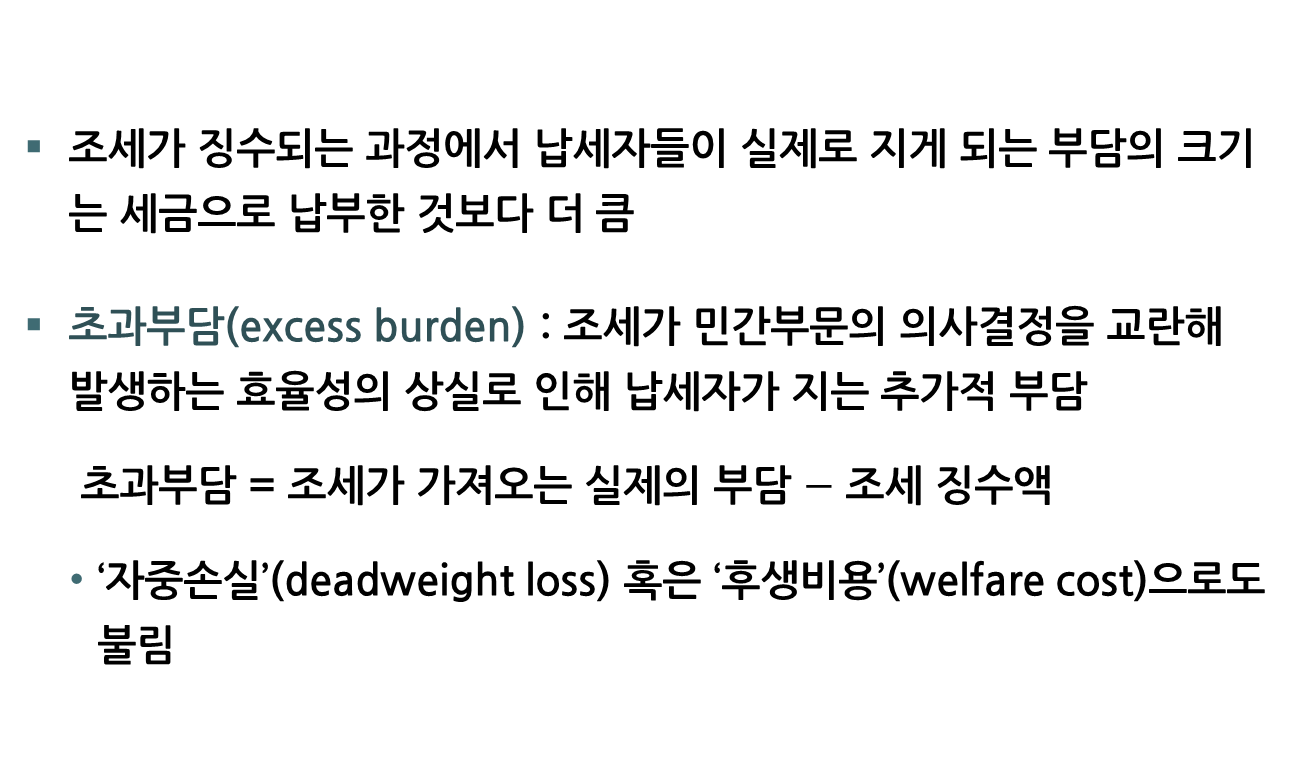 ▪ 조세가 징수되는 과정에서 납세자들이 실제로 지게 되는 부담의 크기
는 세금으로 납부한 것보다 더 큼
▪ 초과부담(excess burden) : 조세가 민간부문의 의사결정을 교란해
발생하는 효율성의 상실로 인해 납세자가 지는 추가적 부담
초과부담 = 조세가 가져오는 실제의 부담 – 조세 징수액
• ‘자중손실’(deadweight loss) 혹은 ‘후생비용’(welfare cost)으로도
불림